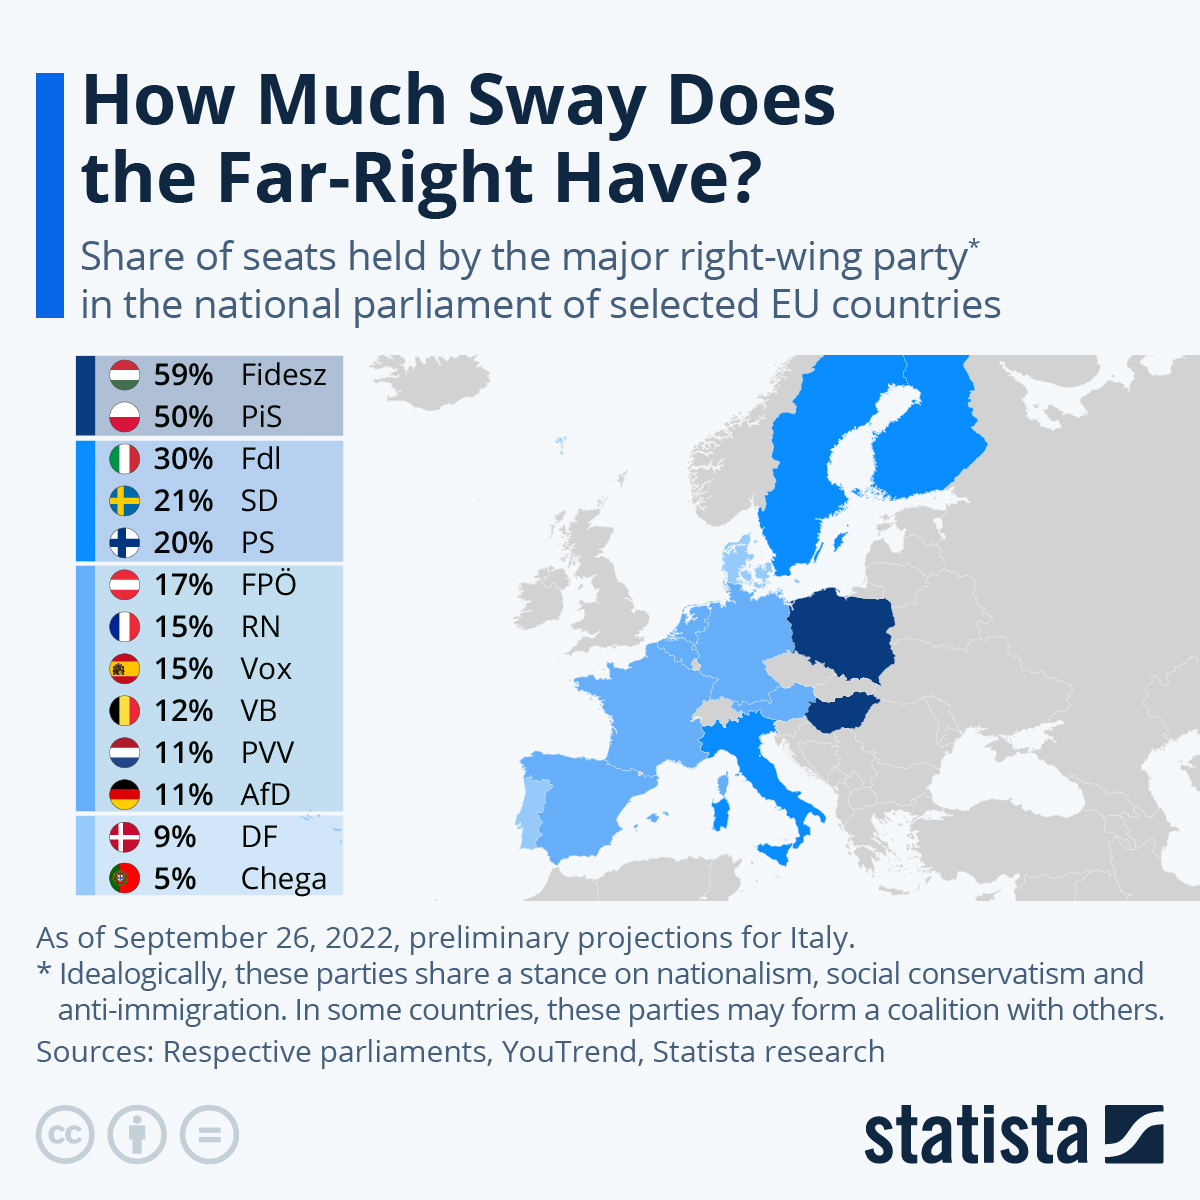 How Much Sway Does
the Far-Right Have?
Share of seats held by the major right-wing party*
in the national parliament of selected EU countries
59% Fidesz
50% PiS
30% FdI
21% SD
20% PS
17% FPÖ
15% RN
15% Vox
12% VB
11% PVV
11% AfD
9% DF
5% Chega
As of September 26, 2022, preliminary projections for Italy.
* Idealogically, these parties share a stance on nationalism, social conservatism and
anti-immigration. In some countries, these parties may form a coalition with others.
Sources: Respective parliaments, YouTrend, Statista research
cc
statista